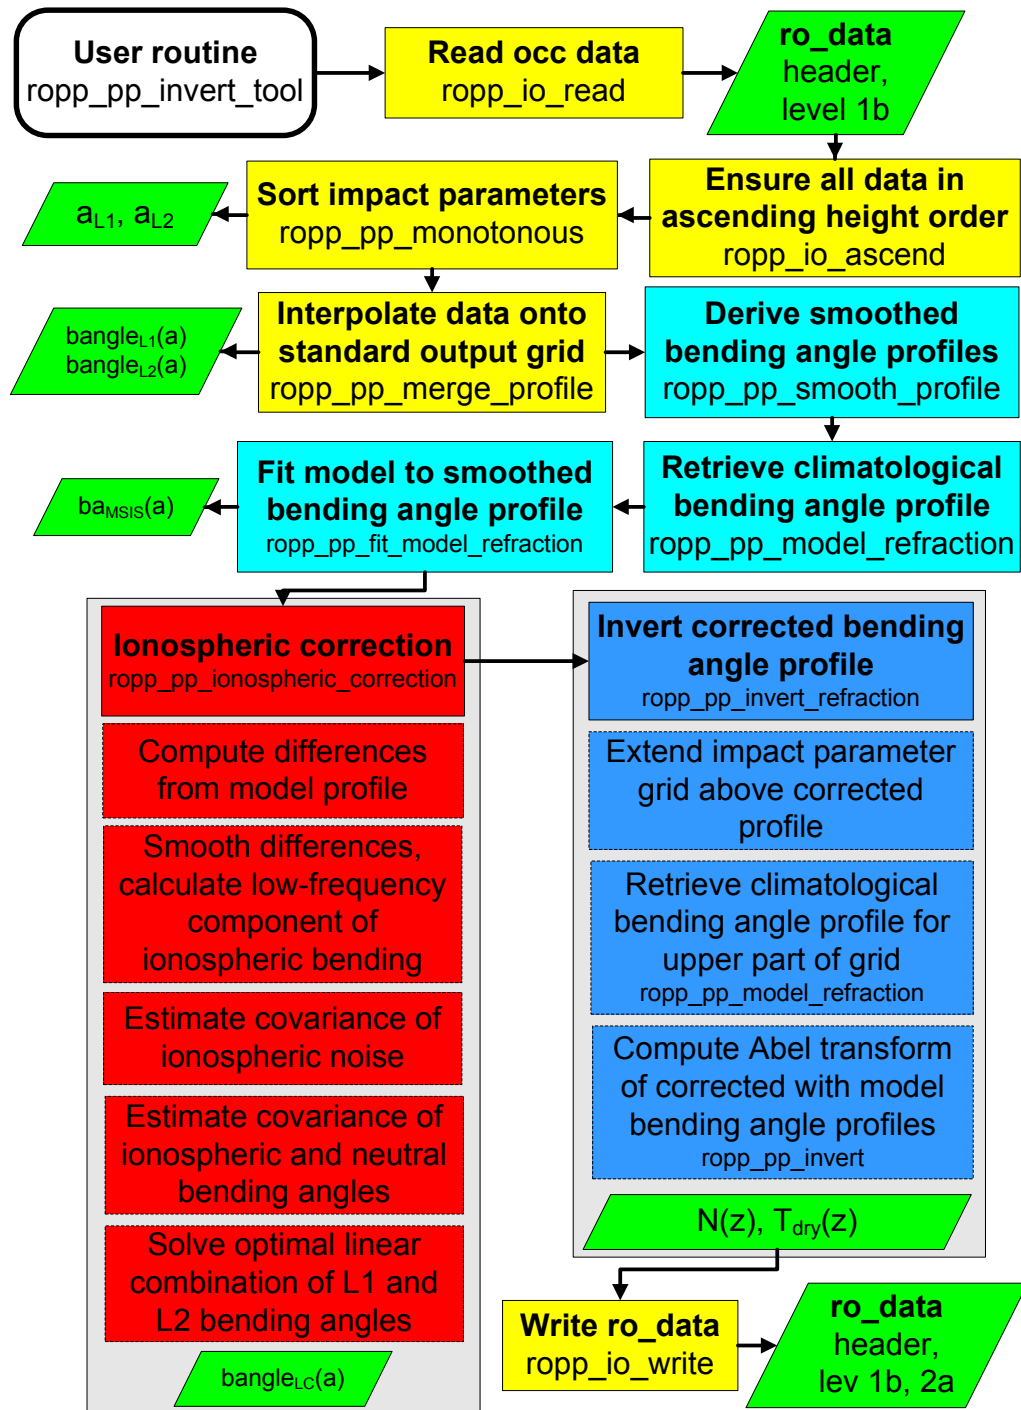 User routine
ropp_pp_invert_tool
Read occ data
ropp_io_read
ro_data
header,
level 1b
Ensure all data in
ascending height order
ropp_io_ascend
Sort impact parameters
ropp_pp_monotonous
aL1, aL2
Interpolate data onto
standard output grid
ropp_pp_merge_profile
bangleL1(a)
bangleL2(a)
Derive smoothed
bending angle profiles
ropp_pp_smooth_profile
Retrieve climatological
bending angle profile
ropp_pp_model_refraction
Fit model to smoothed
bending angle profile
ropp_pp_fit_model_refraction
baMSIS(a)
Ionospheric correction
ropp_pp_ionospheric_correction
Compute differences
from model profile
Smooth differences,
calculate low-frequency
component of
ionospheric bending
Estimate covariance of
ionospheric noise
Estimate covariance of
ionospheric and neutral
bending angles
Solve optimal linear
combination of L1 and
L2 bending angles
bangleLC(a)
Invert corrected bending
angle profile
ropp_pp_invert_refraction
Extend impact parameter
grid above corrected
profile
Retrieve climatological
bending angle profile for
upper part of grid
ropp_pp_model_refraction
Compute Abel transform
of corrected with model
bending angle profiles
ropp_pp_invert
N(z), Tdry(z)
Write ro_data
ropp_io_write
ro_data
header,
lev 1b, 2a